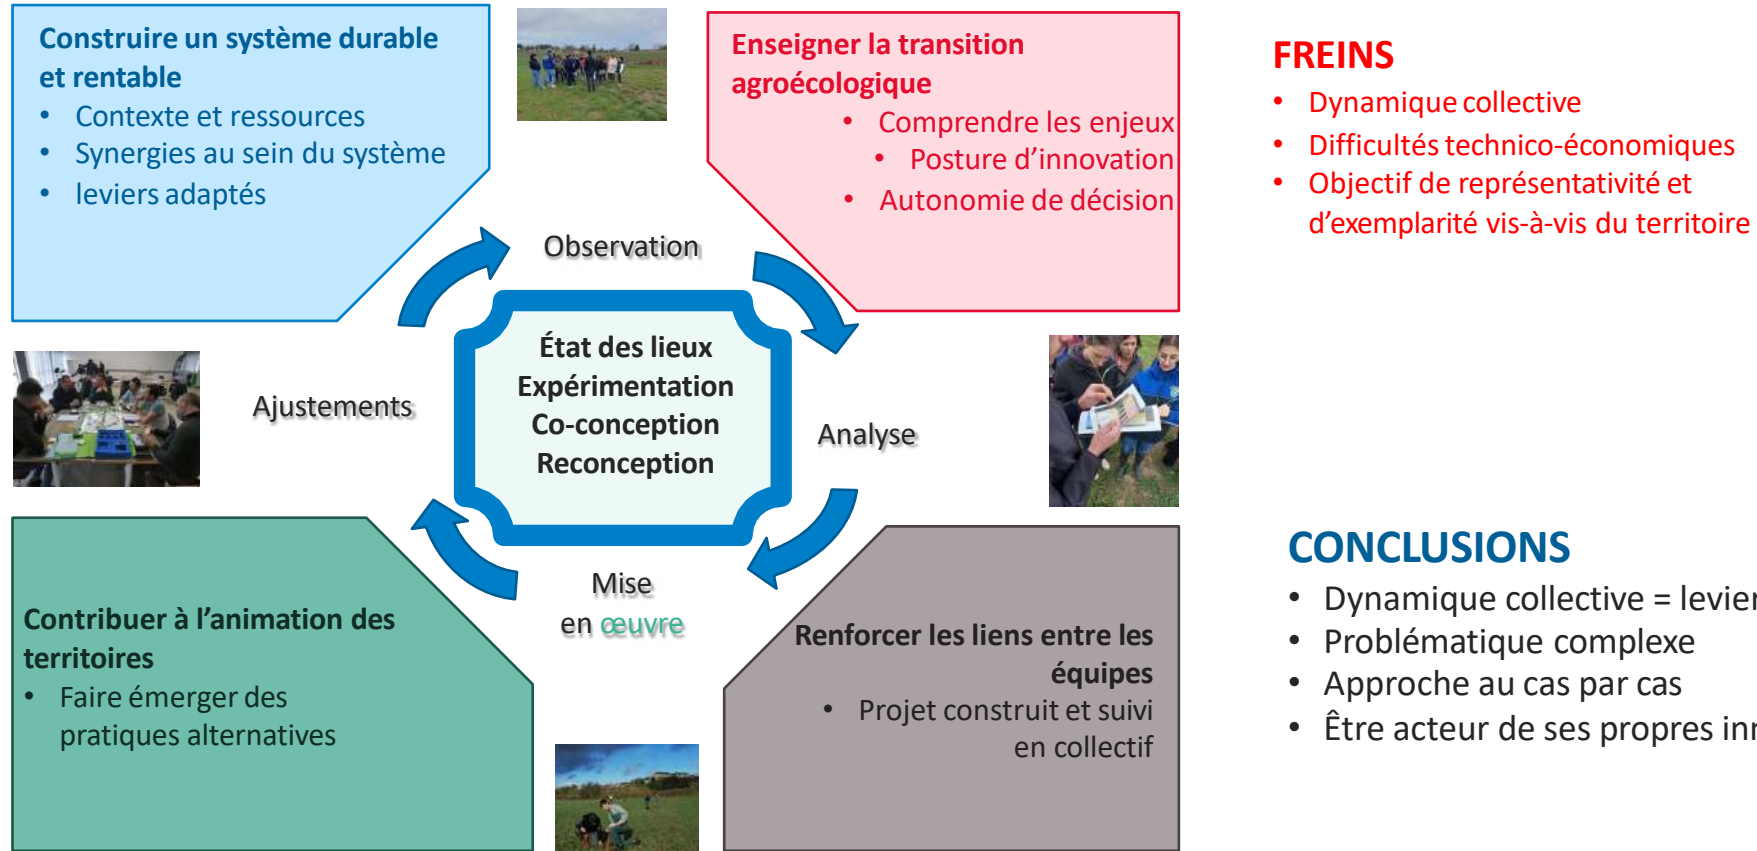 Construire un système durable
et rentable
• Contexte et ressources
• Synergies au sein du système
• leviers adaptés
Enseigner la transition
agroécologique
• Comprendre les enjeux
• Posture d'innovation
• Autonomie de décision
Observation
Analyse
Mise
en œuvre
Ajustements
État des lieux
Expérimentation
Co-conception
Reconception
Contribuer à l'animation des
territoires
• Faire émerger des
pratiques alternatives
Renforcer les liens entre les
équipes
• Projet construit et suivi
en collectif
FREINS
• Dynamique collective
• Difficultés technico-économiques
• Objectif de représentativité et
d'exemplarité vis-à-vis du territoire
CONCLUSIONS
• Dynamique collective = levier
• Problématique complexe
• Approche au cas par cas
• Être acteur de ses propres